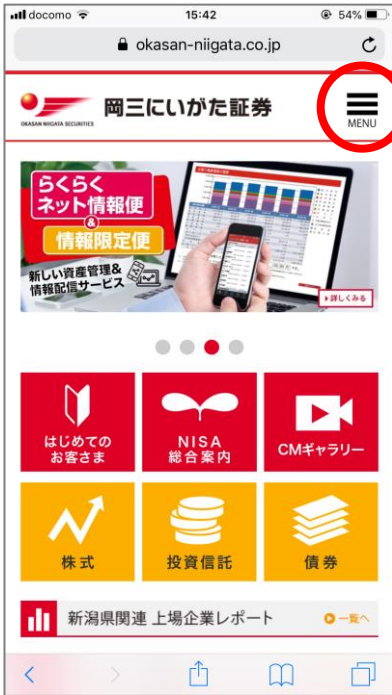 docomo 15:42 54%
okasan-niigata.co.jp
OKASAN NIIGATA SECURITIES
岡三にいがた証券
MENU
らくらく
ネット情報便
&
情報限定便
新しい資産管理&
情報配信サービス
詳しくみる
はじめての
お客さま
NISA
総合案内
CMギャラリー
株式
投資信託
債券
新潟県関連 上場企業レポート
一覧へ